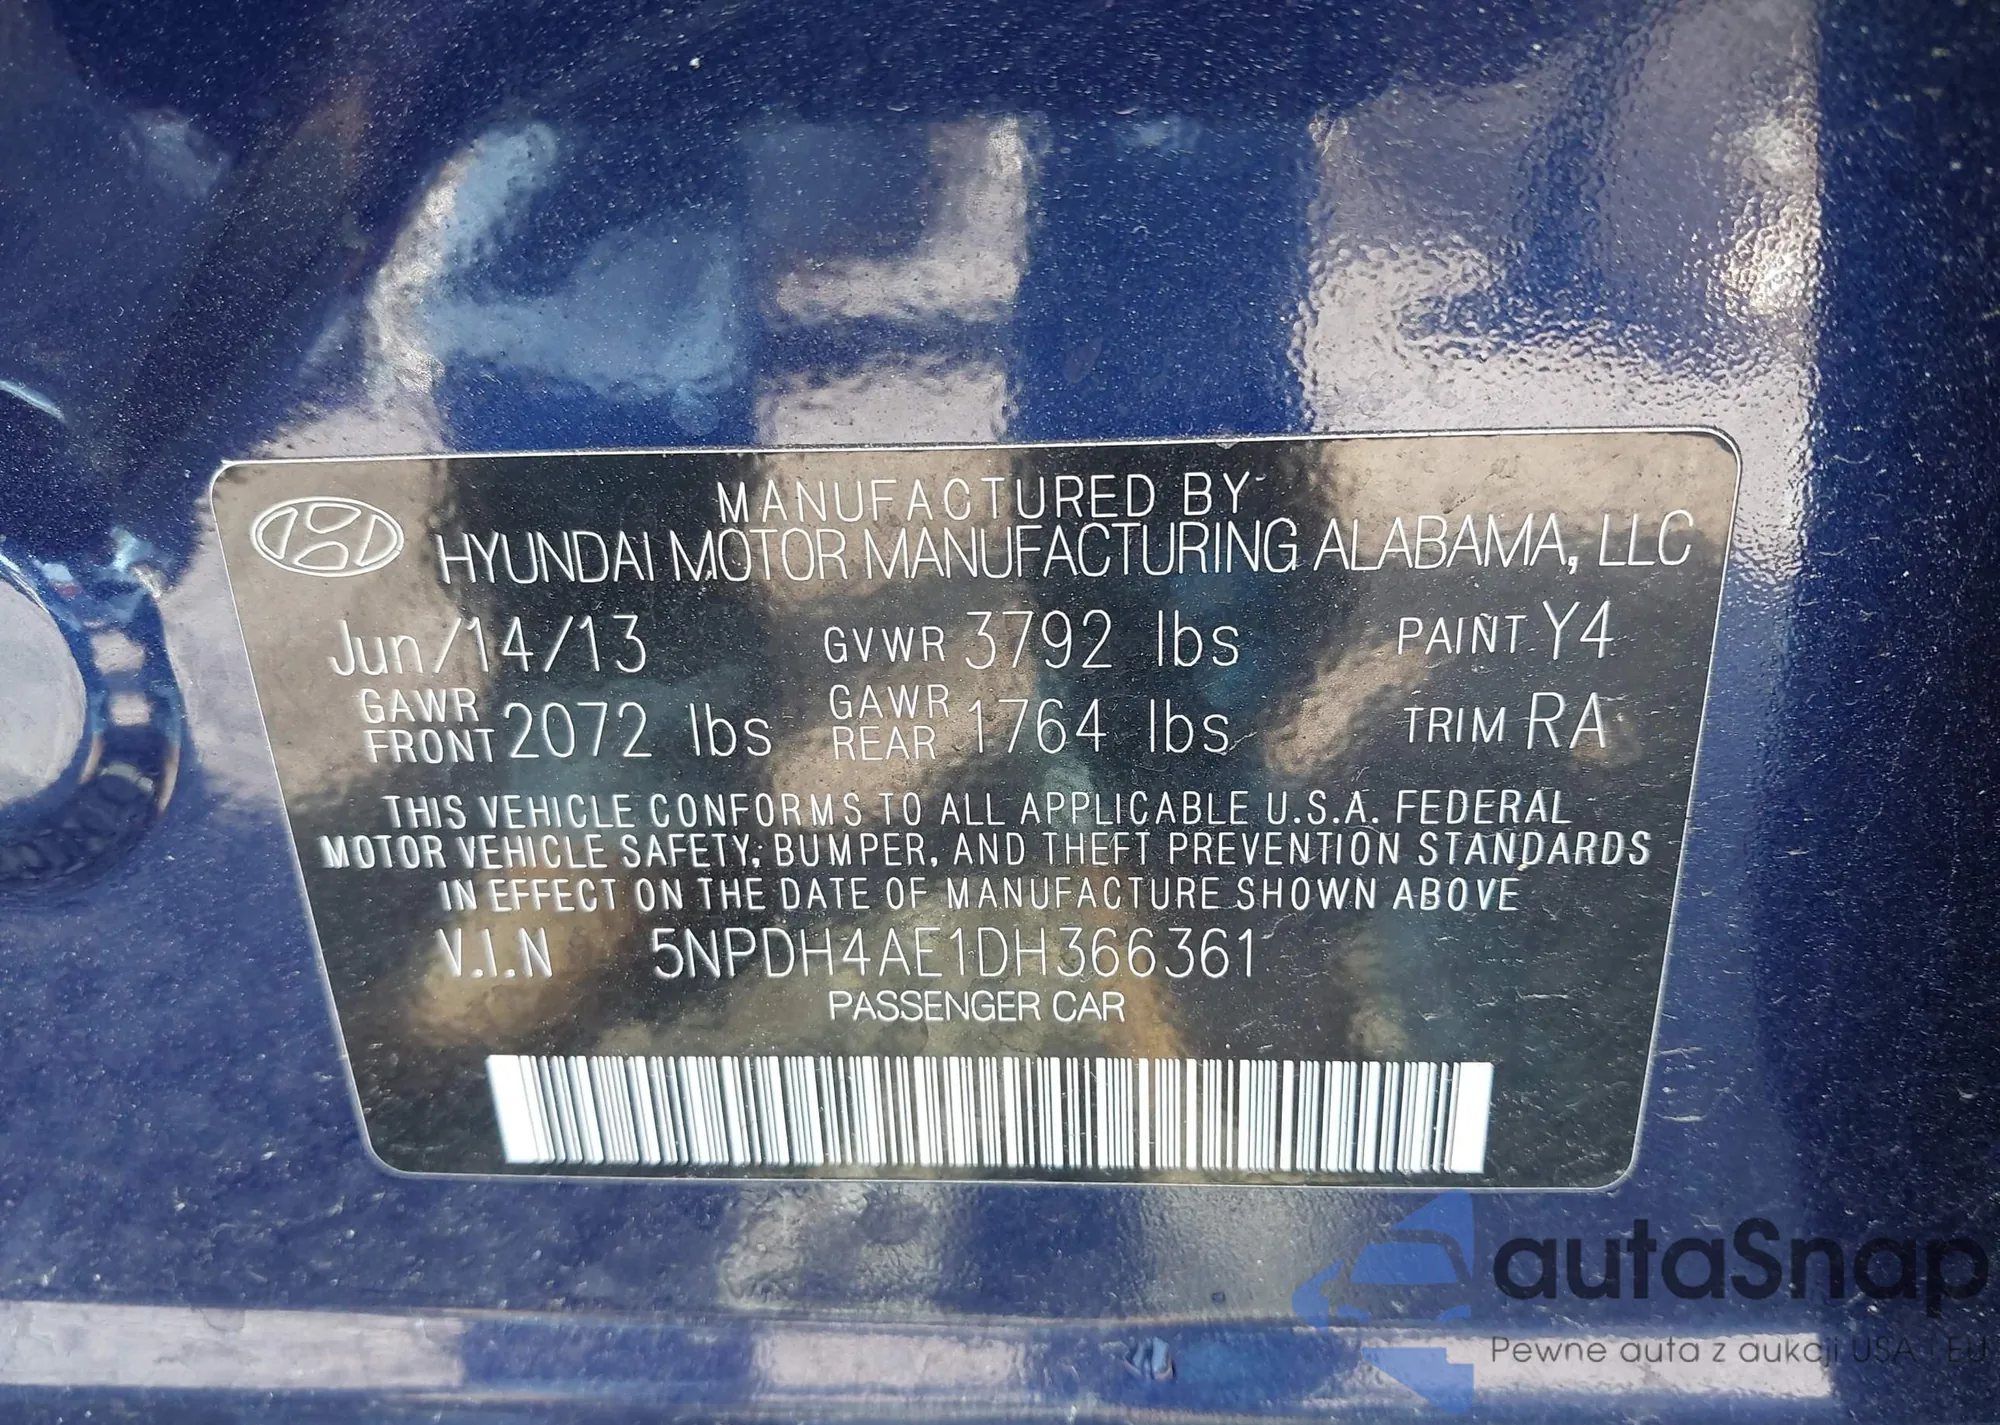 MANUFACTURED BY
HYUNDAI MOTOR MANUFACTURING ALABAMA, LLC
Jun/14/13 GVWR 3792 lbs PAINT Y4
GAWR FRONT 2072 lbs GAWR REAR 1764 lbs TRIM RA
THIS VEHICLE CONFORMS TO ALL APPLICABLE U.S.A. FEDERAL
MOTOR VEHICLE SAFETY, BUMPER, AND THEFT PREVENTION STANDARDS
IN EFFECT ON THE DATE OF MANUFACTURE SHOWN ABOVE
V.I.N 5NPDH4AE1DH366361
PASSENGER CAR
autaSnap
Pewne auta z aukcji USA i EU